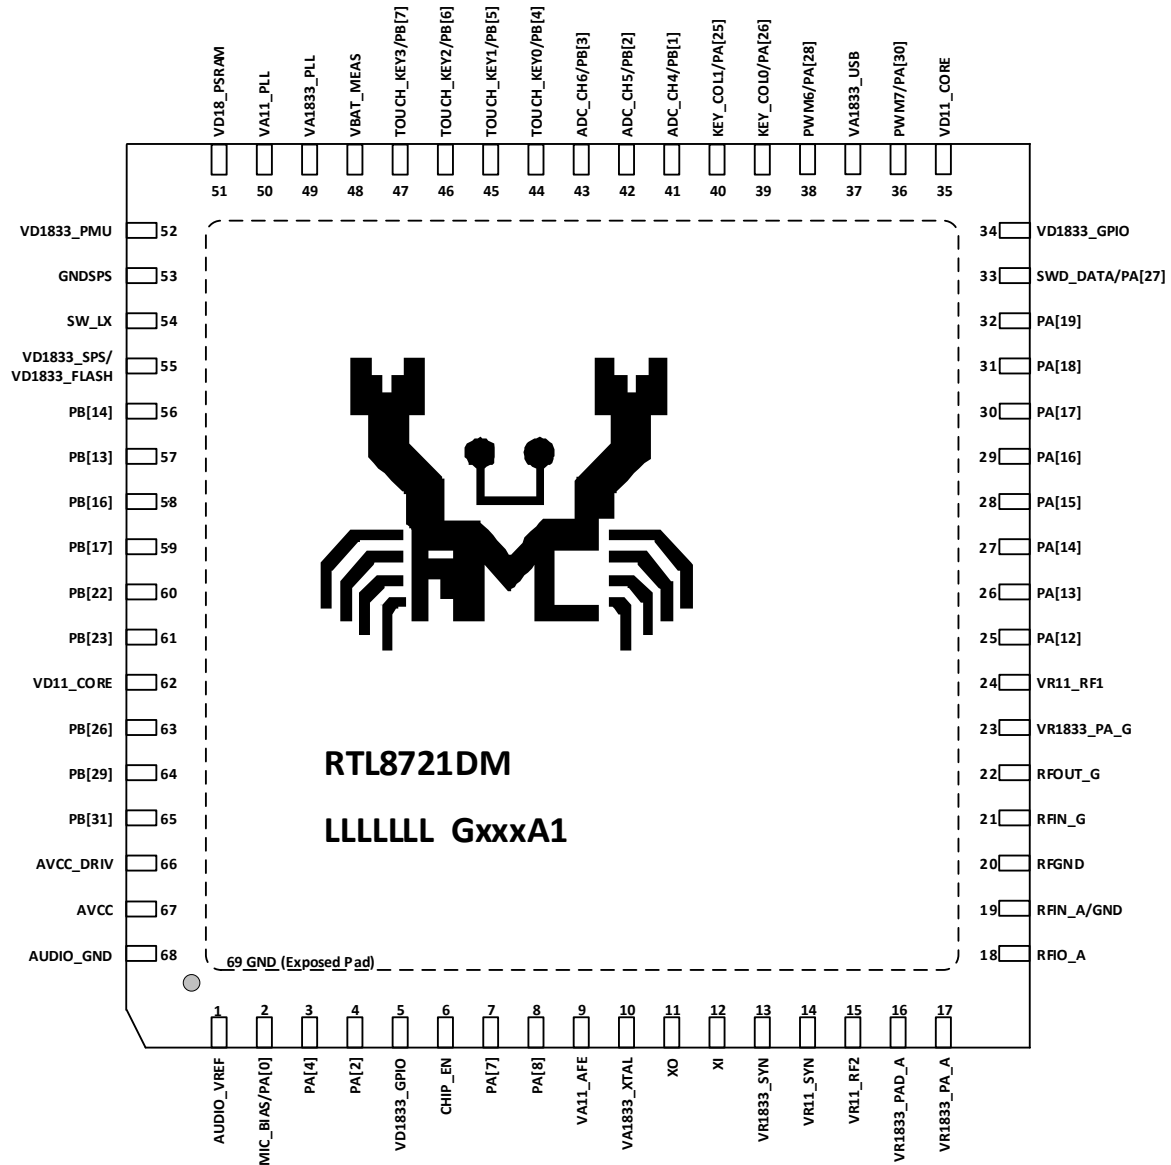 VD18_PSRAM
VA11_PLL
VA1833_PLL
VBAT_MEAS
TOUCH_KEY3/PB[7]
TOUCH_KEY2/PB[6]
TOUCH_KEY1/PB[5]
TOUCH_KEY0/PB[4]
ADC_CH6/PB[3]
ADC_CH5/PB[2]
ADC_CH4/PB[1]
KEY_COL1/PA[25]
KEY_COL0/PA[26]
PWM6/PA[28]
VA1833_USB
PWM7/PA[30]
VD11_CORE
51 50 49 48 47 46 45 44 43 42 41 40 39 38 37 36 35
VD1833_PMU 52
GNDSPS 53
SW_LX 54
VD1833_SPS/
VD1833_FLASH 55
PB[14] 56
PB[13] 57
PB[16] 58
PB[17] 59
PB[22] 60
PB[23] 61
VD11_CORE 62
PB[26] 63
PB[29] 64
PB[31] 65
AVCC_DRIV 66
AVCC 67
AUDIO_GND 68
34 VD1833_GPIO
33 SWD_DATA/PA[27]
32 PA[19]
31 PA[18]
30 PA[17]
29 PA[16]
28 PA[15]
27 PA[14]
26 PA[13]
25 PA[12]
24 VR11_RF1
23 VR1833_PA_G
22 RFOUT_G
21 RFIN_G
20 RFGND
19 RFIN_A/GND
18 RFIO_A
RTL8721DM
LLLLLLL GxxxA1
69 GND (Exposed Pad)
1 2 3 4 5 6 7 8 9 10 11 12 13 14 15 16 17
AUDIO_VREF
MIC_BIAS/PA[0]
PA[4]
PA[2]
VD1833_GPIO
CHIP_EN
PA[7]
PA[8]
VA11_AFE
VA1833_XTAL
XO
XI
VR1833_SYN
VR11_SYN
VR11_RF2
VR1833_PAD_A
VR1833_PA_A